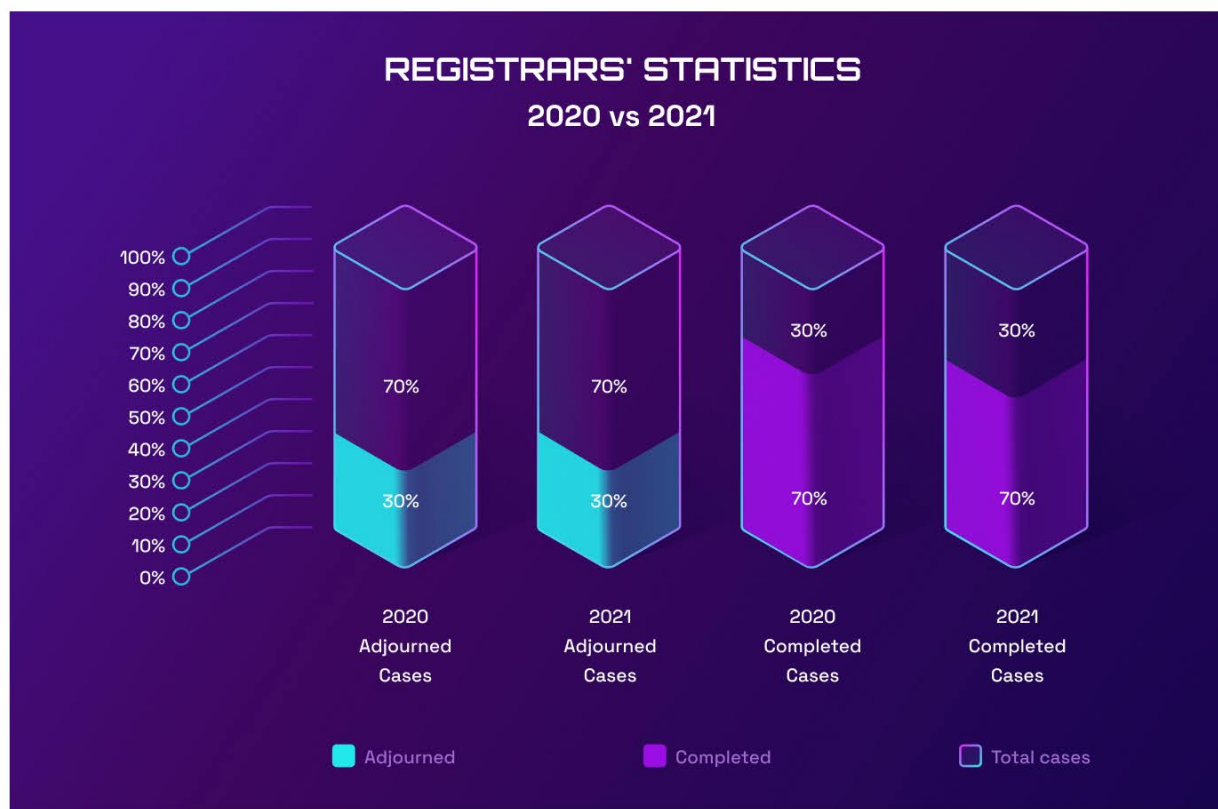 REGISTRARS' STATISTICS
2020 vs 2021
100%
90%
80%
70%
60%
50%
40%
30%
20%
10%
0%
70%
30%
70%
30%
30%
70%
30%
70%
2020
Adjourned
Cases
2021
Adjourned
Cases
2020
Completed
Cases
2021
Completed
Cases
Adjourned
Completed
Total cases